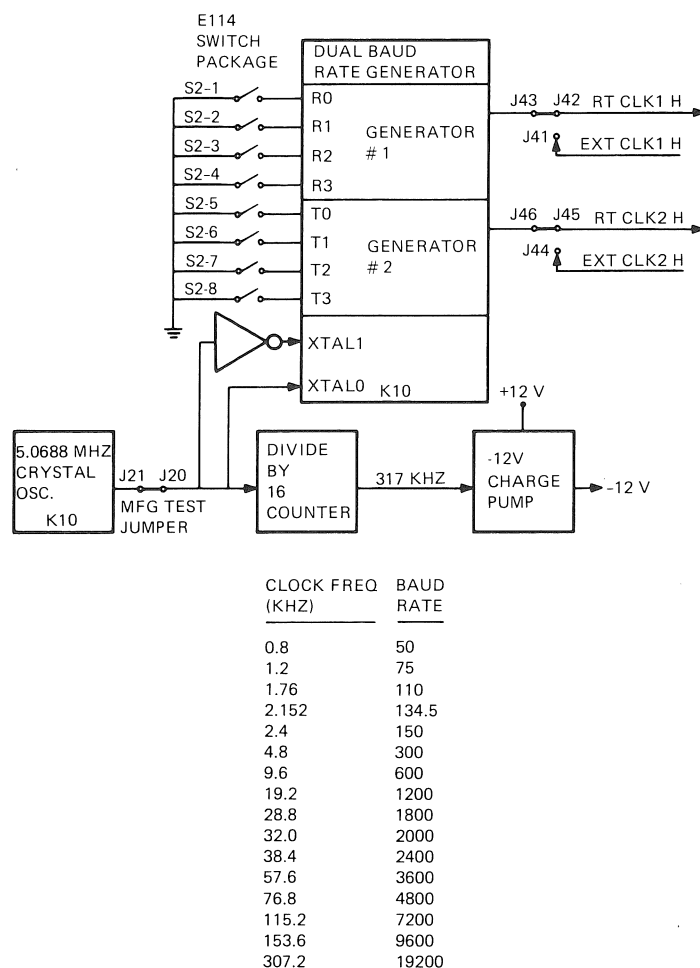 E114
SWITCH
PACKAGE
DUAL BAUD
RATE GENERATOR
S2-1
R0
J43 J42 RT CLK1 H
S2-2
R1
GENERATOR
# 1
J41 EXT CLK1 H
S2-3
R2
S2-4
R3
S2-5
T0
J46 J45 RT CLK2 H
S2-6
T1
GENERATOR
# 2
J44 EXT CLK2 H
S2-7
T2
S2-8
T3
XTAL1
XTAL0
K10
+12 V
5.0688 MHZ
CRYSTAL
OSC.
K10
J21 J20
MFG TEST
JUMPER
DIVIDE
BY
16
COUNTER
317 KHZ
-12V
CHARGE
PUMP
-12 V
CLOCK FREQ BAUD
(KHZ) RATE
0.8 50
1.2 75
1.76 110
2.152 134.5
2.4 150
4.8 300
9.6 600
19.2 1200
28.8 1800
32.0 2000
38.4 2400
57.6 3600
76.8 4800
115.2 7200
153.6 9600
307.2 19200